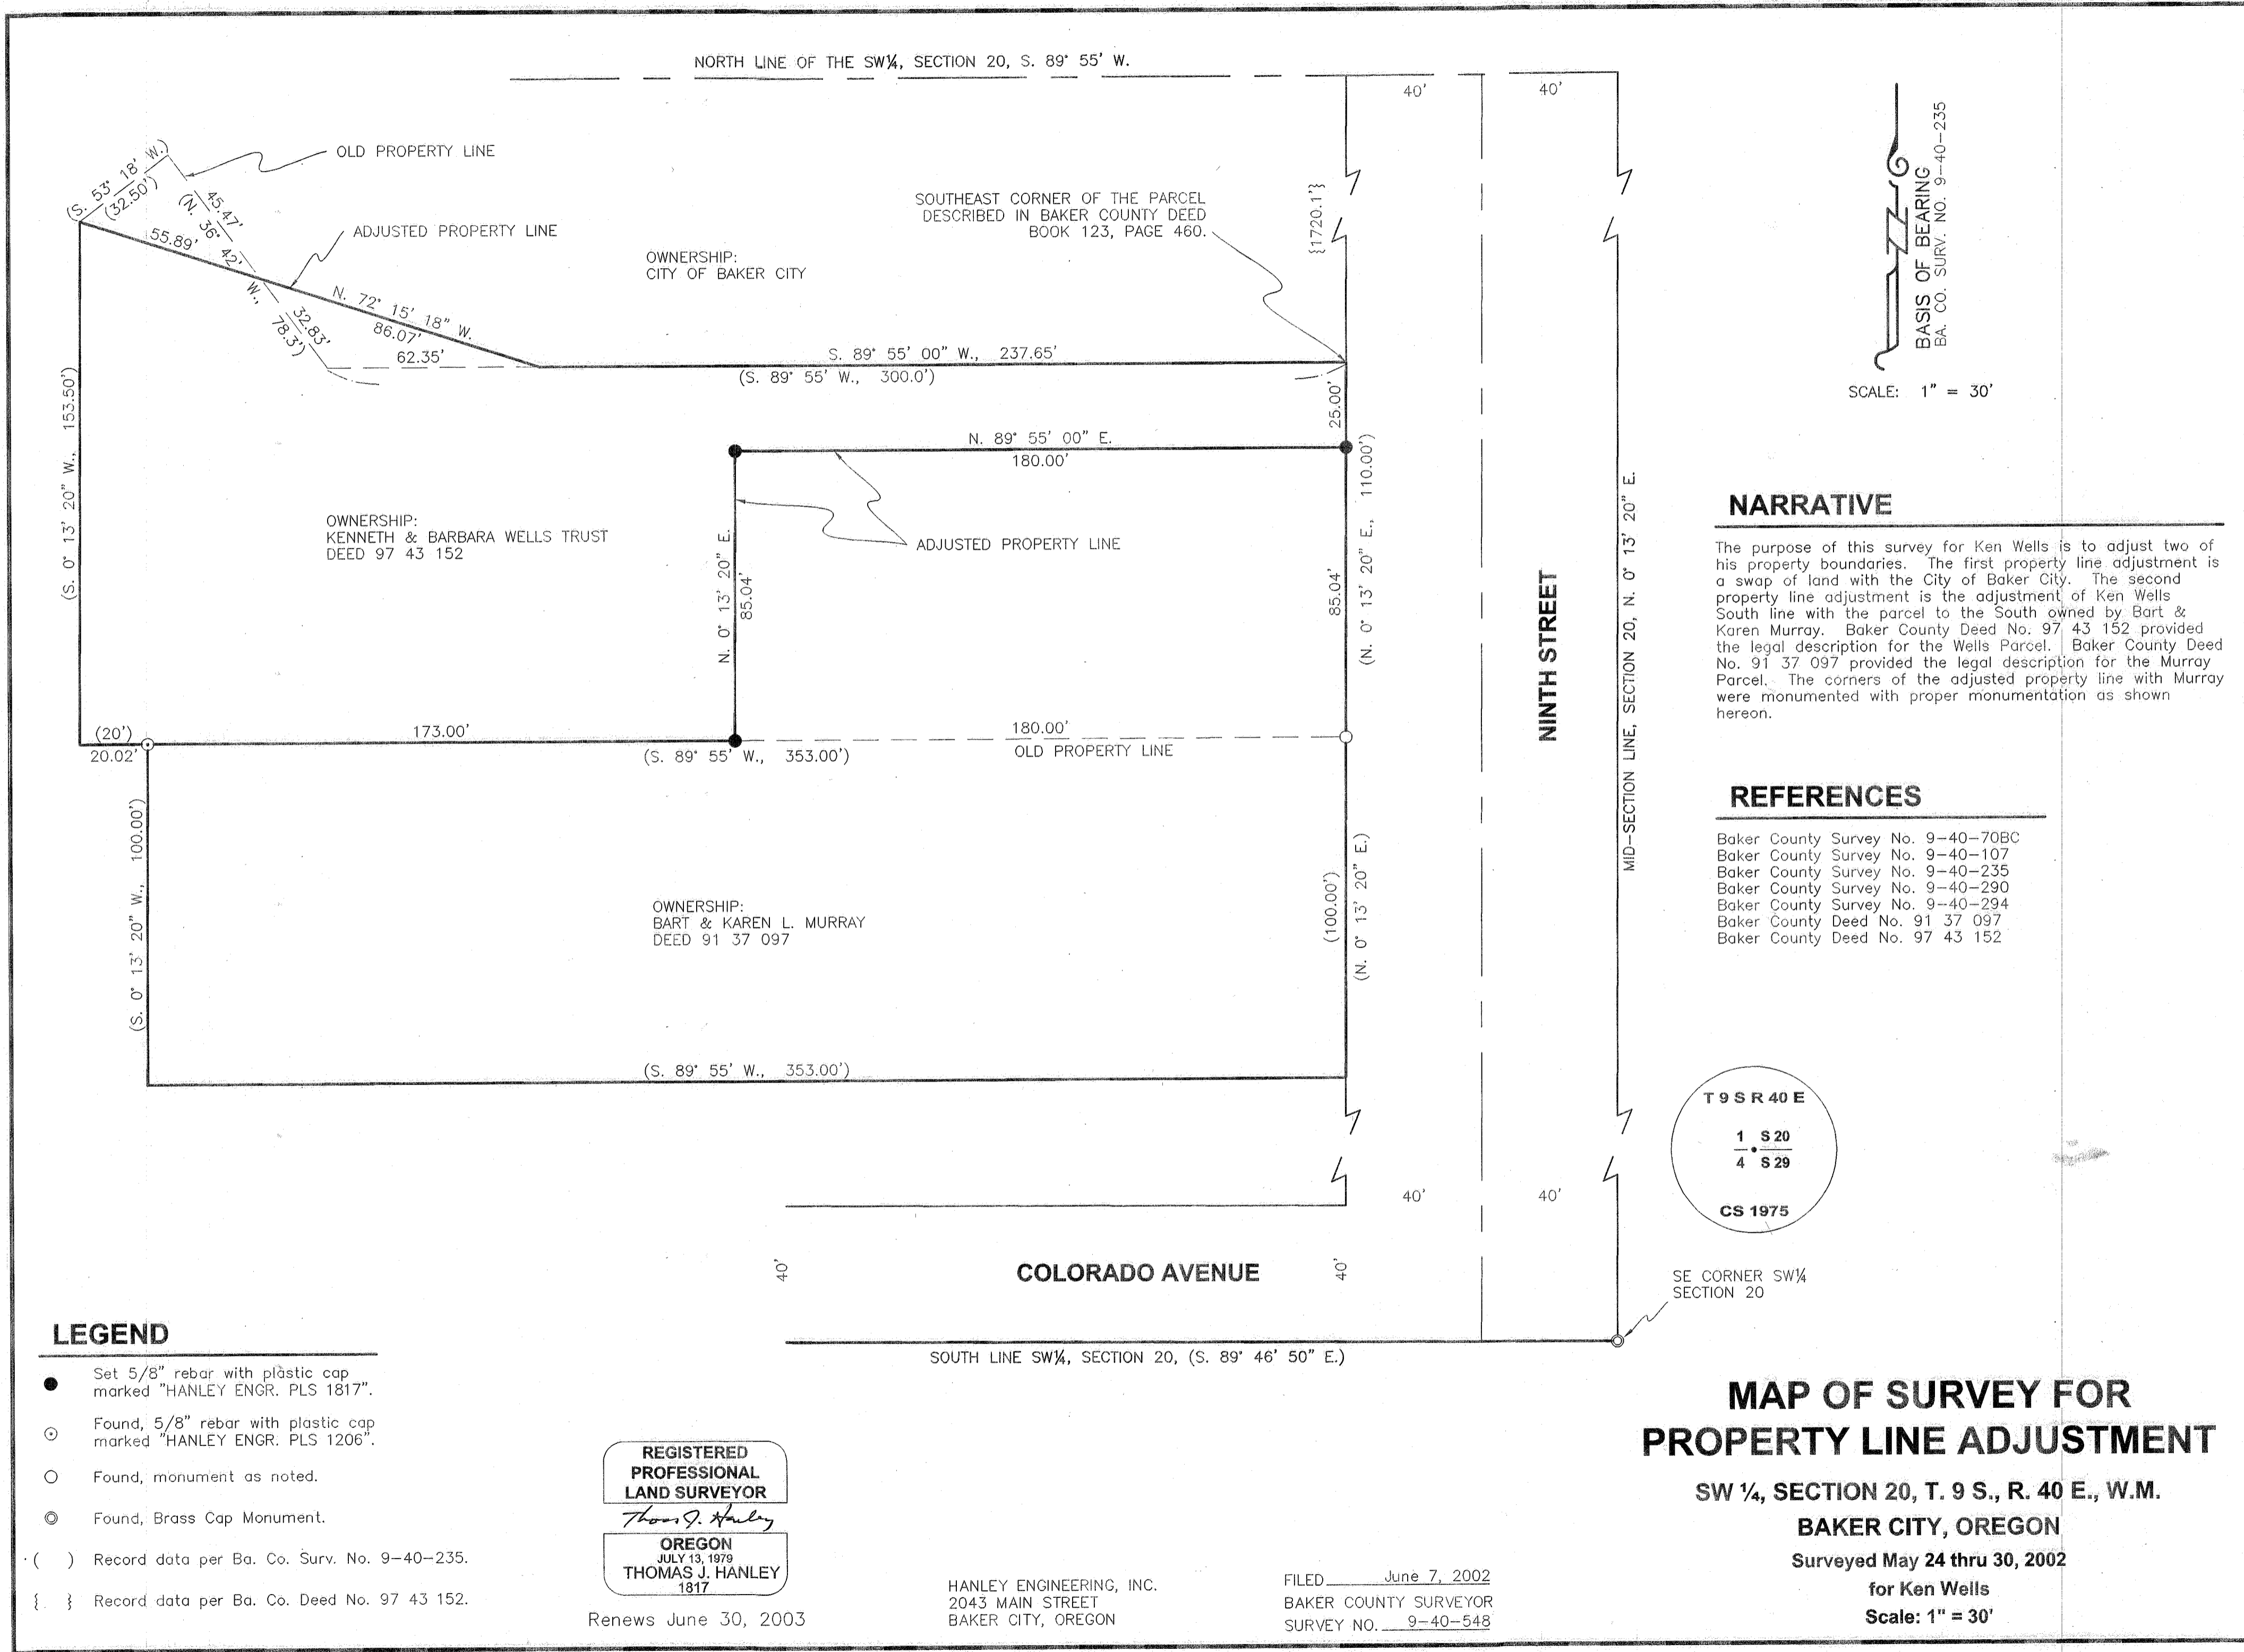 NORTH LINE OF THE SW¼, SECTION 20, S. 89° 55' W.
40'
40'
(S. 53° 18' W.)
(32.50')
OLD PROPERTY LINE
45.47'
(N. 36° 42' W., 78.3')
32.83'
55.89'
ADJUSTED PROPERTY LINE
N. 72° 15' 18" W.
86.07'
62.35'
OWNERSHIP:
CITY OF BAKER CITY
SOUTHEAST CORNER OF THE PARCEL
DESCRIBED IN BAKER COUNTY DEED
BOOK 123, PAGE 460.
{1720.1'}
S. 89° 55' 00" W., 237.65'
(S. 89° 55' W., 300.0')
25.00'
N. 89° 55' 00" E.
180.00'
(N. 0° 13' 20" E., 110.00')
85.04'
(S. 0° 13' 20" W., 153.50')
OWNERSHIP:
KENNETH & BARBARA WELLS TRUST
DEED 97 43 152
N. 0° 13' 20" E.
85.04'
ADJUSTED PROPERTY LINE
NINTH STREET
MID-SECTION LINE, SECTION 20, N. 0° 13' 20" E.
(20')
20.02'
173.00'
(S. 89° 55' W., 353.00')
180.00'
OLD PROPERTY LINE
(S. 0° 13' 20" W., 100.00')
(100.00')
(N. 0° 13' 20" E.)
OWNERSHIP:
BART & KAREN L. MURRAY
DEED 91 37 097
(S. 89° 55' W., 353.00')
40'
40'
40'
COLORADO AVENUE
40'
SOUTH LINE SW¼, SECTION 20, (S. 89° 46' 50" E.)
SE CORNER SW¼
SECTION 20
T 9 S R 40 E
1 S 20
4 S 29
CS 1975
N
BASIS OF BEARING
BA. CO. SURV. NO. 9-40-235
SCALE: 1" = 30'
NARRATIVE
The purpose of this survey for Ken Wells is to adjust two of
his property boundaries. The first property line adjustment is
a swap of land with the City of Baker City. The second
property line adjustment is the adjustment of Ken Wells
South line with the parcel to the South owned by Bart &
Karen Murray. Baker County Deed No. 97 43 152 provided
the legal description for the Wells Parcel. Baker County Deed
No. 91 37 097 provided the legal description for the Murray
Parcel. The corners of the adjusted property line with Murray
were monumented with proper monumentation as shown
hereon.
REFERENCES
Baker County Survey No. 9-40-70BC
Baker County Survey No. 9-40-107
Baker County Survey No. 9-40-235
Baker County Survey No. 9-40-290
Baker County Survey No. 9-40-294
Baker County Deed No. 91 37 097
Baker County Deed No. 97 43 152
LEGEND
Set 5/8" rebar with plastic cap
marked "HANLEY ENGR. PLS 1817".
Found, 5/8" rebar with plastic cap
marked "HANLEY ENGR. PLS 1206".
Found, monument as noted.
Found, Brass Cap Monument.
( ) Record data per Ba. Co. Surv. No. 9-40-235.
{ } Record data per Ba. Co. Deed No. 97 43 152.
REGISTERED
PROFESSIONAL
LAND SURVEYOR
Thomas J. Hanley
OREGON
JULY 13, 1979
THOMAS J. HANLEY
1817
Renews June 30, 2003
HANLEY ENGINEERING, INC.
2043 MAIN STREET
BAKER CITY, OREGON
FILED June 7, 2002
BAKER COUNTY SURVEYOR
SURVEY NO. 9-40-548
MAP OF SURVEY FOR
PROPERTY LINE ADJUSTMENT
SW ¼, SECTION 20, T. 9 S., R. 40 E., W.M.
BAKER CITY, OREGON
Surveyed May 24 thru 30, 2002
for Ken Wells
Scale: 1" = 30'